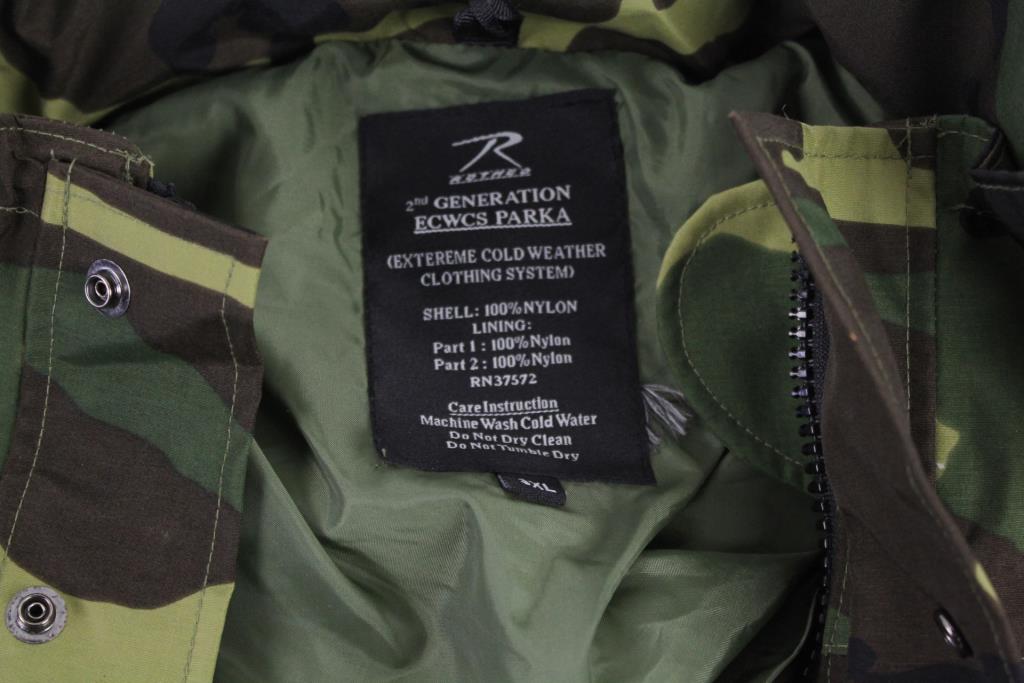 R
ROTHCO
2nd GENERATION
ECWCS PARKA
(EXTEREME COLD WEATHER
CLOTHING SYSTEM)
SHELL: 100% NYLON
LINING:
Part 1 : 100% Nylon
Part 2 : 100% Nylon
RN37572
Care Instruction
Machine Wash Cold Water
Do Not Dry Clean
Do Not Tumble Dry
3XL